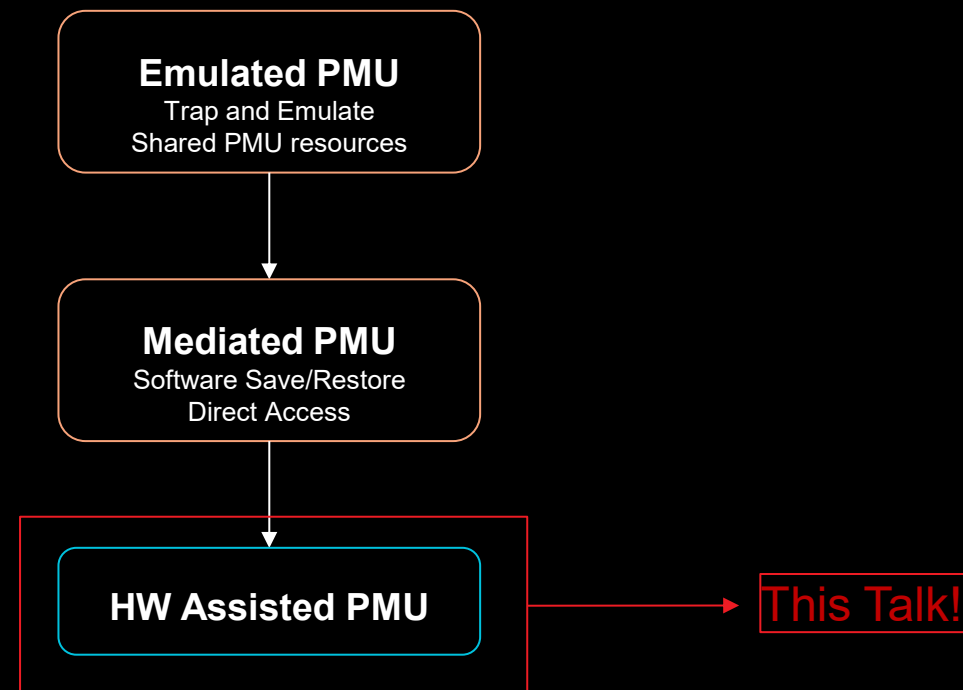 Emulated PMU
Trap and Emulate
Shared PMU resources
Mediated PMU
Software Save/Restore
Direct Access
HW Assisted PMU
This Talk!